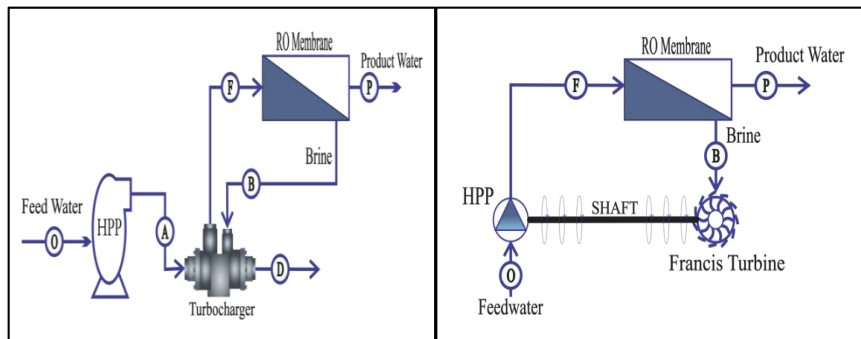 RO Membrane
Product Water
F
P
Brine
B
Feed Water
HPP
O
A
D
Turbocharger
RO Membrane
Product Water
F
P
Brine
B
HPP
SHAFT
O
Francis Turbine
Feedwater